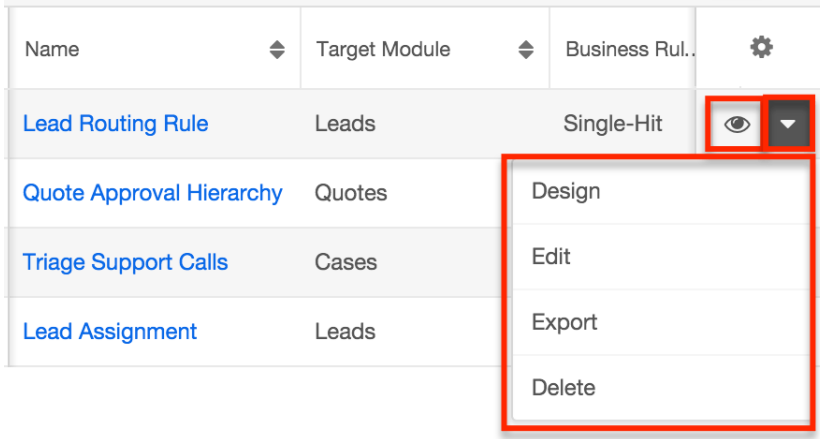 Name Target Module Business Rul..
Lead Routing Rule Leads Single-Hit
Quote Approval Hierarchy Quotes
Design
Triage Support Calls Cases
Edit
Export
Lead Assignment Leads
Delete